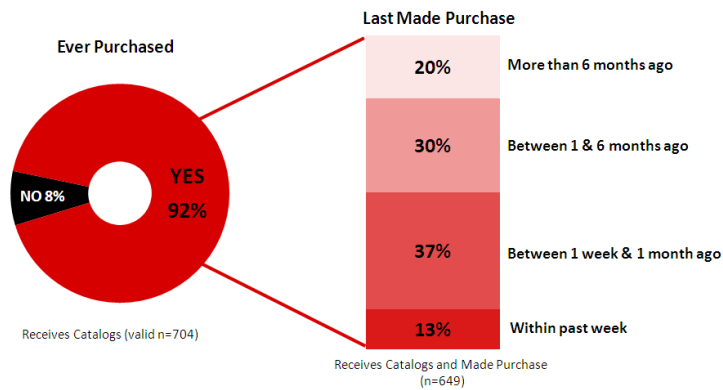 Ever Purchased
YES
92%
NO 8%
Receives Catalogs (valid n=704)
Last Made Purchase
20%
More than 6 months ago
30%
Between 1 & 6 months ago
37%
Between 1 week & 1 month ago
13%
Within past week
Receives Catalogs and Made Purchase
(n=649)